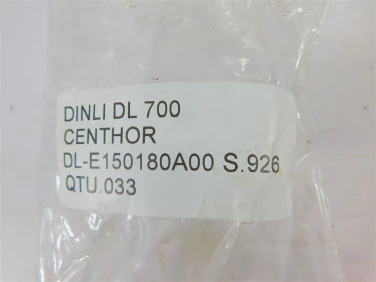 DINLI DL 700
CENTHOR
DL-E150180A00 S.926
QTU.033